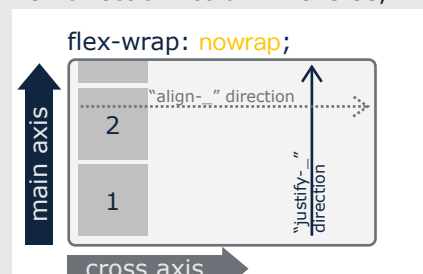 flex-wrap: nowrap;
"align-_" direction
2
main axis
1
"justify-_"
direction
cross axis